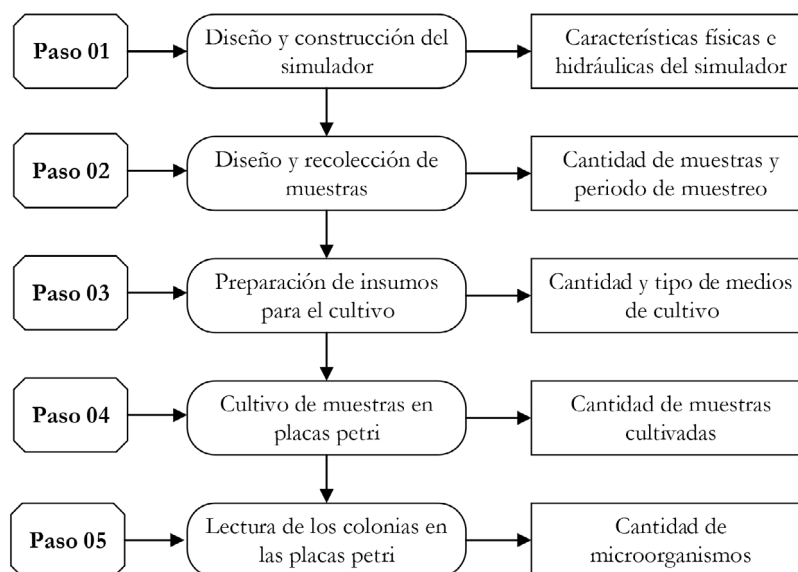 Paso 01
Diseño y construcción del
simulador
Características físicas e
hidráulicas del simulador
Paso 02
Diseño y recolección de
muestras
Cantidad de muestras y
periodo de muestreo
Paso 03
Preparación de insumos
para el cultivo
Cantidad y tipo de medios
de cultivo
Paso 04
Cultivo de muestras en
placas petri
Cantidad de muestras
cultivadas
Paso 05
Lectura de los colonias en
las placas petri
Cantidad de
microorganismos